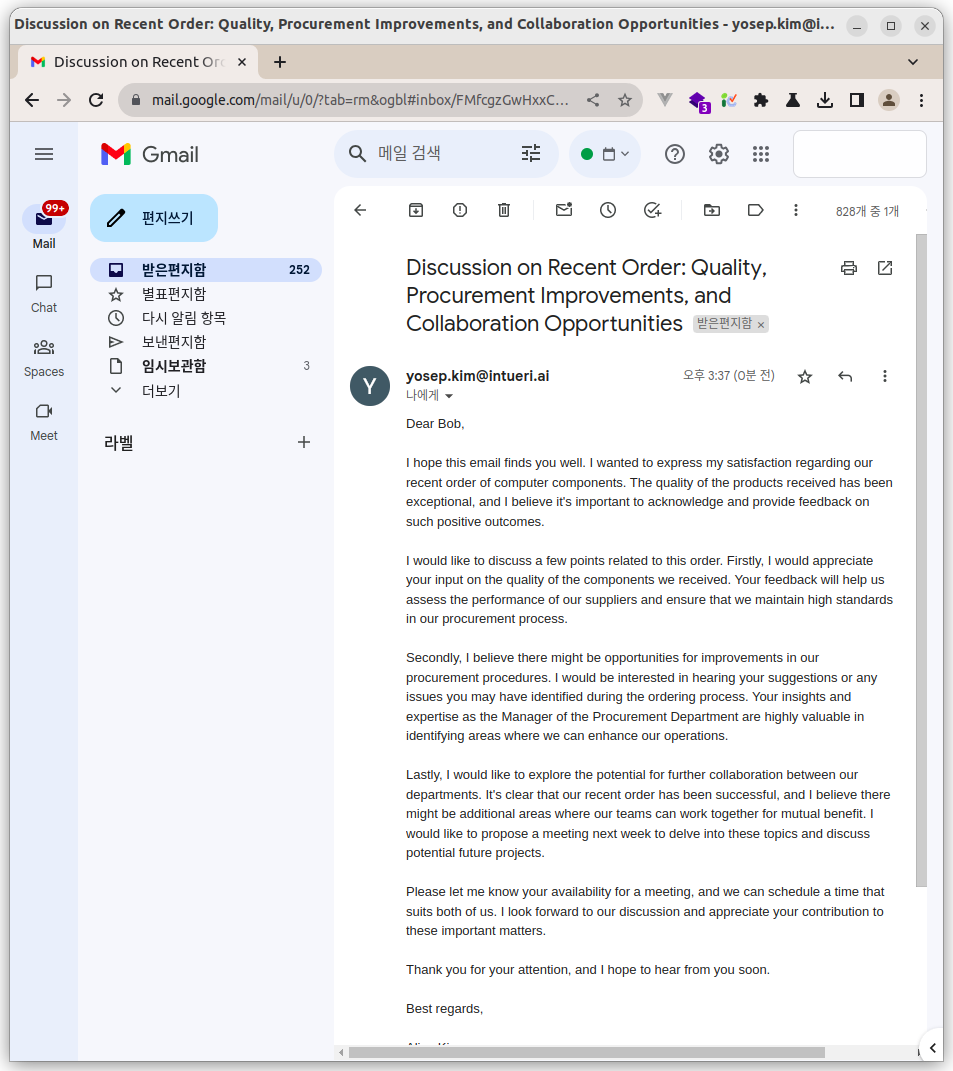 Discussion on Recent Order: Quality, Procurement Improvements, and Collaboration Opportunities - yosep.kim@i...
Discussion on Recent Orc
mail.google.com/mail/u/0/?tab=rm&ogbl#inbox/FMfcgzGwHxxC...
3
Gmail
메일 검색
99+
Mail
Chat
Spaces
Meet
편지쓰기
받은편지함 252
별표편지함
다시 알림 항목
보낸편지함
임시보관함 3
더보기
라벨
828개 중 1개
Discussion on Recent Order: Quality,
Procurement Improvements, and
Collaboration Opportunities 받은편지함 ×
Y
yosep.kim@intueri.ai 오후 3:37 (0분 전)
나에게
Dear Bob,
I hope this email finds you well. I wanted to express my satisfaction regarding our
recent order of computer components. The quality of the products received has been
exceptional, and I believe it's important to acknowledge and provide feedback on
such positive outcomes.
I would like to discuss a few points related to this order. Firstly, I would appreciate
your input on the quality of the components we received. Your feedback will help us
assess the performance of our suppliers and ensure that we maintain high standards
in our procurement process.
Secondly, I believe there might be opportunities for improvements in our
procurement procedures. I would be interested in hearing your suggestions or any
issues you may have identified during the ordering process. Your insights and
expertise as the Manager of the Procurement Department are highly valuable in
identifying areas where we can enhance our operations.
Lastly, I would like to explore the potential for further collaboration between our
departments. It's clear that our recent order has been successful, and I believe there
might be additional areas where our teams can work together for mutual benefit. I
would like to propose a meeting next week to delve into these topics and discuss
potential future projects.
Please let me know your availability for a meeting, and we can schedule a time that
suits both of us. I look forward to our discussion and appreciate your contribution to
these important matters.
Thank you for your attention, and I hope to hear from you soon.
Best regards,